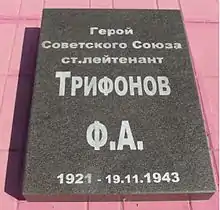 Герой
Советского Союза
ст.лейтенант
ТРИФОНОВ
Ф.А.
1921 - 19.11.1943